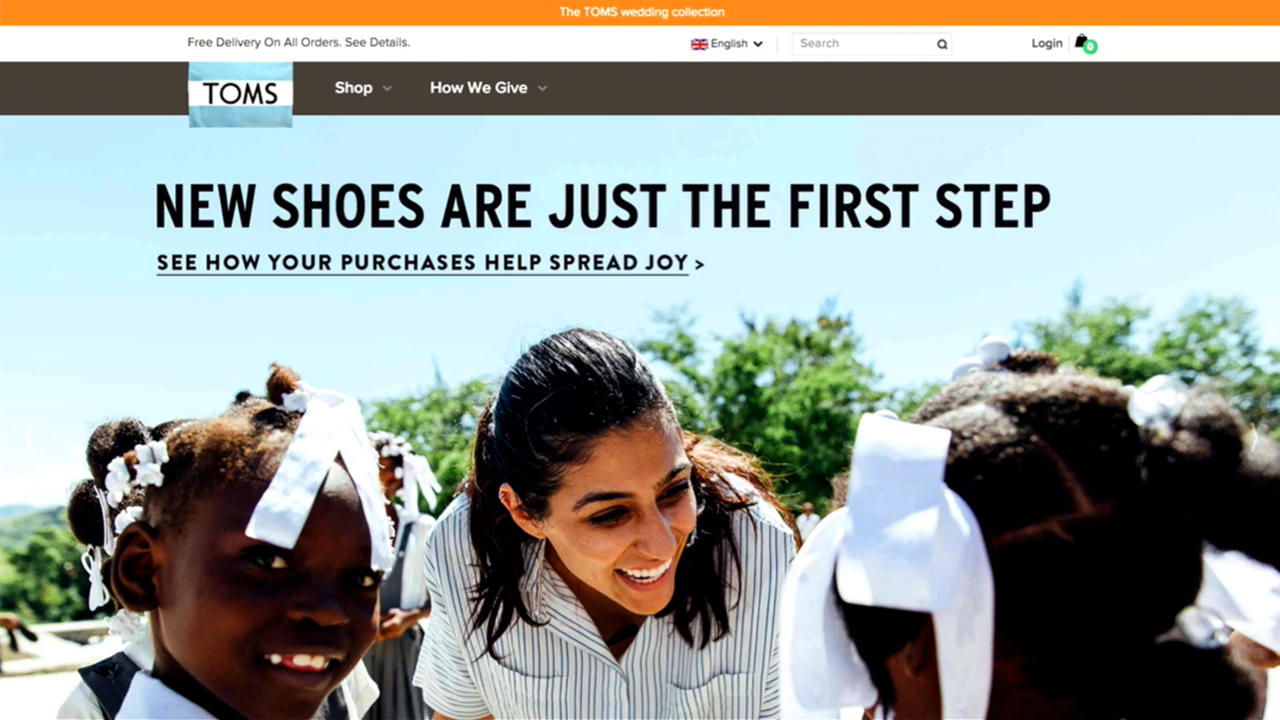 The TOMS wedding collection
Free Delivery On All Orders. See Details.
English
Search
Login
0
TOMS
Shop
How We Give
NEW SHOES ARE JUST THE FIRST STEP
SEE HOW YOUR PURCHASES HELP SPREAD JOY >